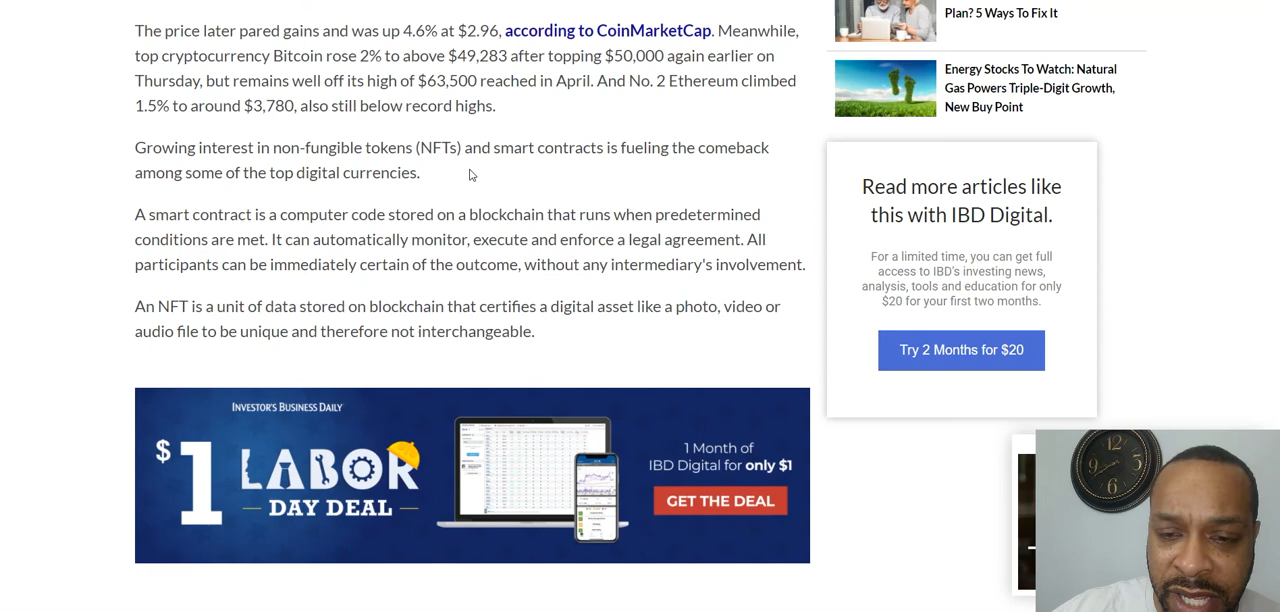 The price later pared gains and was up 4.6% at $2.96, according to CoinMarketCap. Meanwhile,
top cryptocurrency Bitcoin rose 2% to above $49,283 after topping $50,000 again earlier on
Thursday, but remains well off its high of $63,500 reached in April. And No. 2 Ethereum climbed
1.5% to around $3,780, also still below record highs.
Growing interest in non-fungible tokens (NFTs) and smart contracts is fueling the comeback
among some of the top digital currencies.
A smart contract is a computer code stored on a blockchain that runs when predetermined
conditions are met. It can automatically monitor, execute and enforce a legal agreement. All
participants can be immediately certain of the outcome, without any intermediary's involvement.
An NFT is a unit of data stored on blockchain that certifies a digital asset like a photo, video or
audio file to be unique and therefore not interchangeable.
INVESTOR'S BUSINESS DAILY
$1 LABOR
DAY DEAL
1 Month of
IBD Digital for only $1
GET THE DEAL
Plan? 5 Ways To Fix It
Energy Stocks To Watch: Natural
Gas Powers Triple-Digit Growth,
New Buy Point
Read more articles like
this with IBD Digital.
For a limited time, you can get full
access to IBD's investing news,
analysis, tools and education for only
$20 for your first two months.
Try 2 Months for $20
12
9
3
6